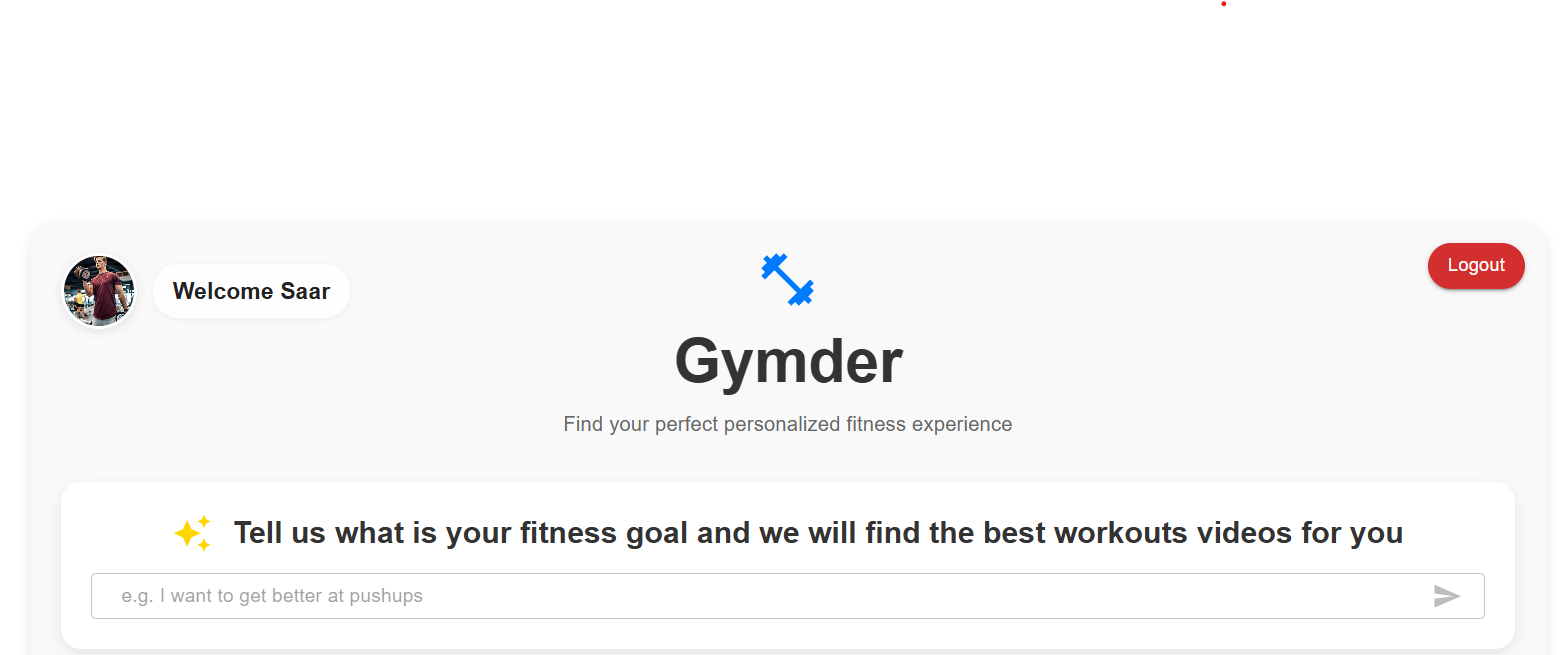 Welcome Saar
Logout
Gymder
Find your perfect personalized fitness experience
Tell us what is your fitness goal and we will find the best workouts videos for you
e.g. I want to get better at pushups